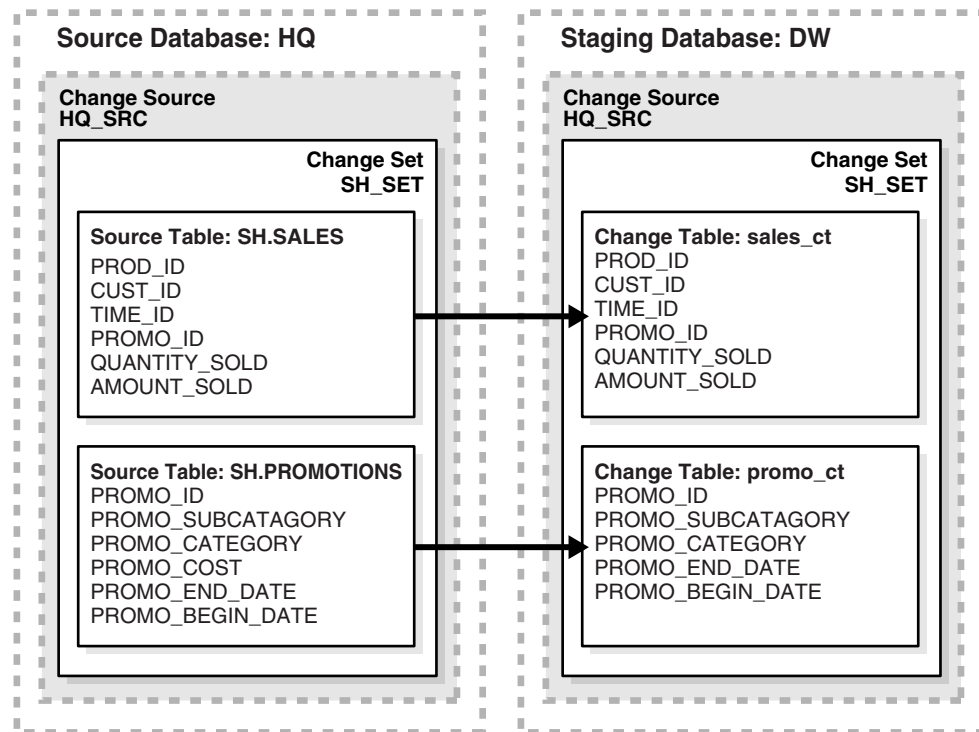 Source Database: HQ
Change Source
HQ_SRC
Change Set
SH_SET
Source Table: SH.SALES
PROD_ID
CUST_ID
TIME_ID
PROMO_ID
QUANTITY_SOLD
AMOUNT_SOLD
Source Table: SH.PROMOTIONS
PROMO_ID
PROMO_SUBCATAGORY
PROMO_CATEGORY
PROMO_COST
PROMO_END_DATE
PROMO_BEGIN_DATE
Staging Database: DW
Change Source
HQ_SRC
Change Set
SH_SET
Change Table: sales_ct
PROD_ID
CUST_ID
TIME_ID
PROMO_ID
QUANTITY_SOLD
AMOUNT_SOLD
Change Table: promo_ct
PROMO_ID
PROMO_SUBCATAGORY
PROMO_CATEGORY
PROMO_END_DATE
PROMO_BEGIN_DATE